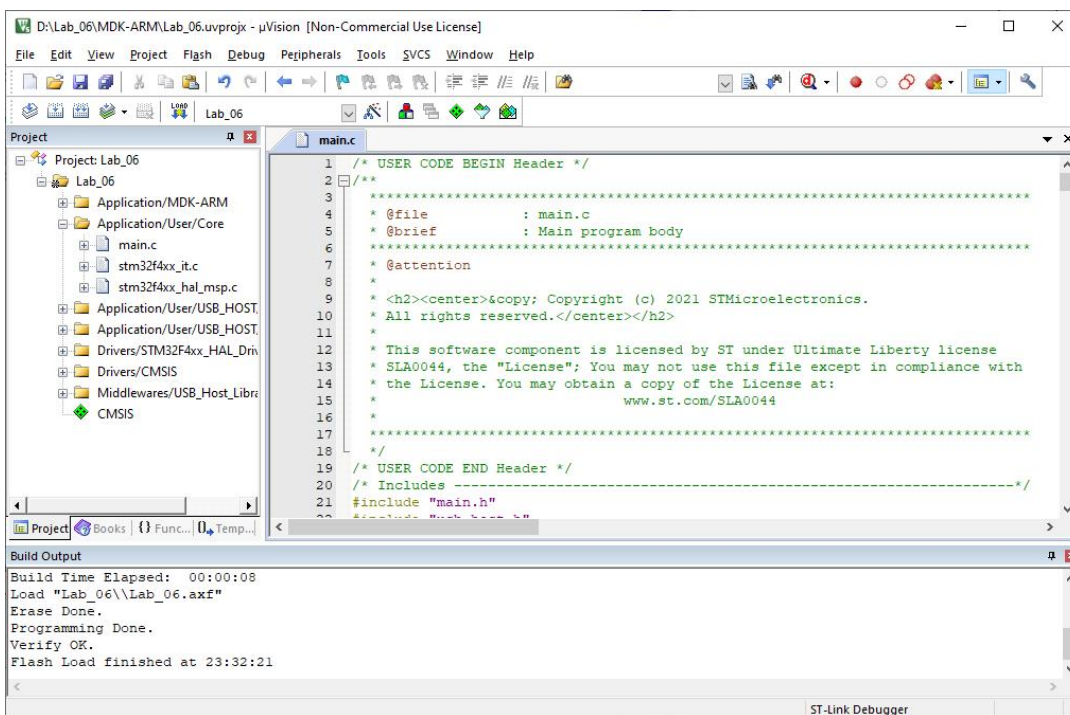 D:\Lab_06\MDK-ARM\Lab_06.uvprojx - µVision [Non-Commercial Use License]
File Edit View Project Flash Debug Peripherals Tools SVCS Window Help
LOAD Lab_06
Project
main.c
Project: Lab_06
Lab_06
Application/MDK-ARM
Application/User/Core
main.c
stm32f4xx_it.c
stm32f4xx_hal_msp.c
Application/User/USB_HOST
Application/User/USB_HOST
Drivers/STM32F4xx_HAL_Driv
Drivers/CMSIS
Middlewares/USB_Host_Libra
CMSIS
Project Books {} Func... 0 Temp...
1 /* USER CODE BEGIN Header */
2 /**
3 ******************************************************************************
4 * @file : main.c
5 * @brief : Main program body
6 ******************************************************************************
7 * @attention
8 *
9 * <h2><center>&copy; Copyright (c) 2021 STMicroelectronics.
10 * All rights reserved.</center></h2>
11 *
12 * This software component is licensed by ST under Ultimate Liberty license
13 * SLA0044, the "License"; You may not use this file except in compliance with
14 * the License. You may obtain a copy of the License at:
15 * www.st.com/SLA0044
16 *
17 ******************************************************************************
18 */
19 /* USER CODE END Header */
20 /* Includes ------------------------------------------------------------------*/
21 #include "main.h"
22 #include "usb_host.h"
Build Output
Build Time Elapsed: 00:00:08
Load "Lab_06\\Lab_06.axf"
Erase Done.
Programming Done.
Verify OK.
Flash Load finished at 23:32:21
ST-Link Debugger